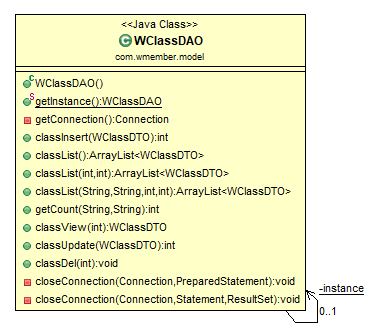 <<Java Class>>
WClassDAO
com.wmember.model
WClassDAO()
getInstance():WClassDAO
getConnection():Connection
classInsert(WClassDTO):int
classList():ArrayList<WClassDTO>
classList(int,int):ArrayList<WClassDTO>
classList(String,String,int,int):ArrayList<WClassDTO>
getCount(String,String):int
classView(int):WClassDTO
classUpdate(WClassDTO):int
classDel(int):void
closeConnection(Connection,PreparedStatement):void
closeConnection(Connection,Statement,ResultSet):void
-instance
0..1